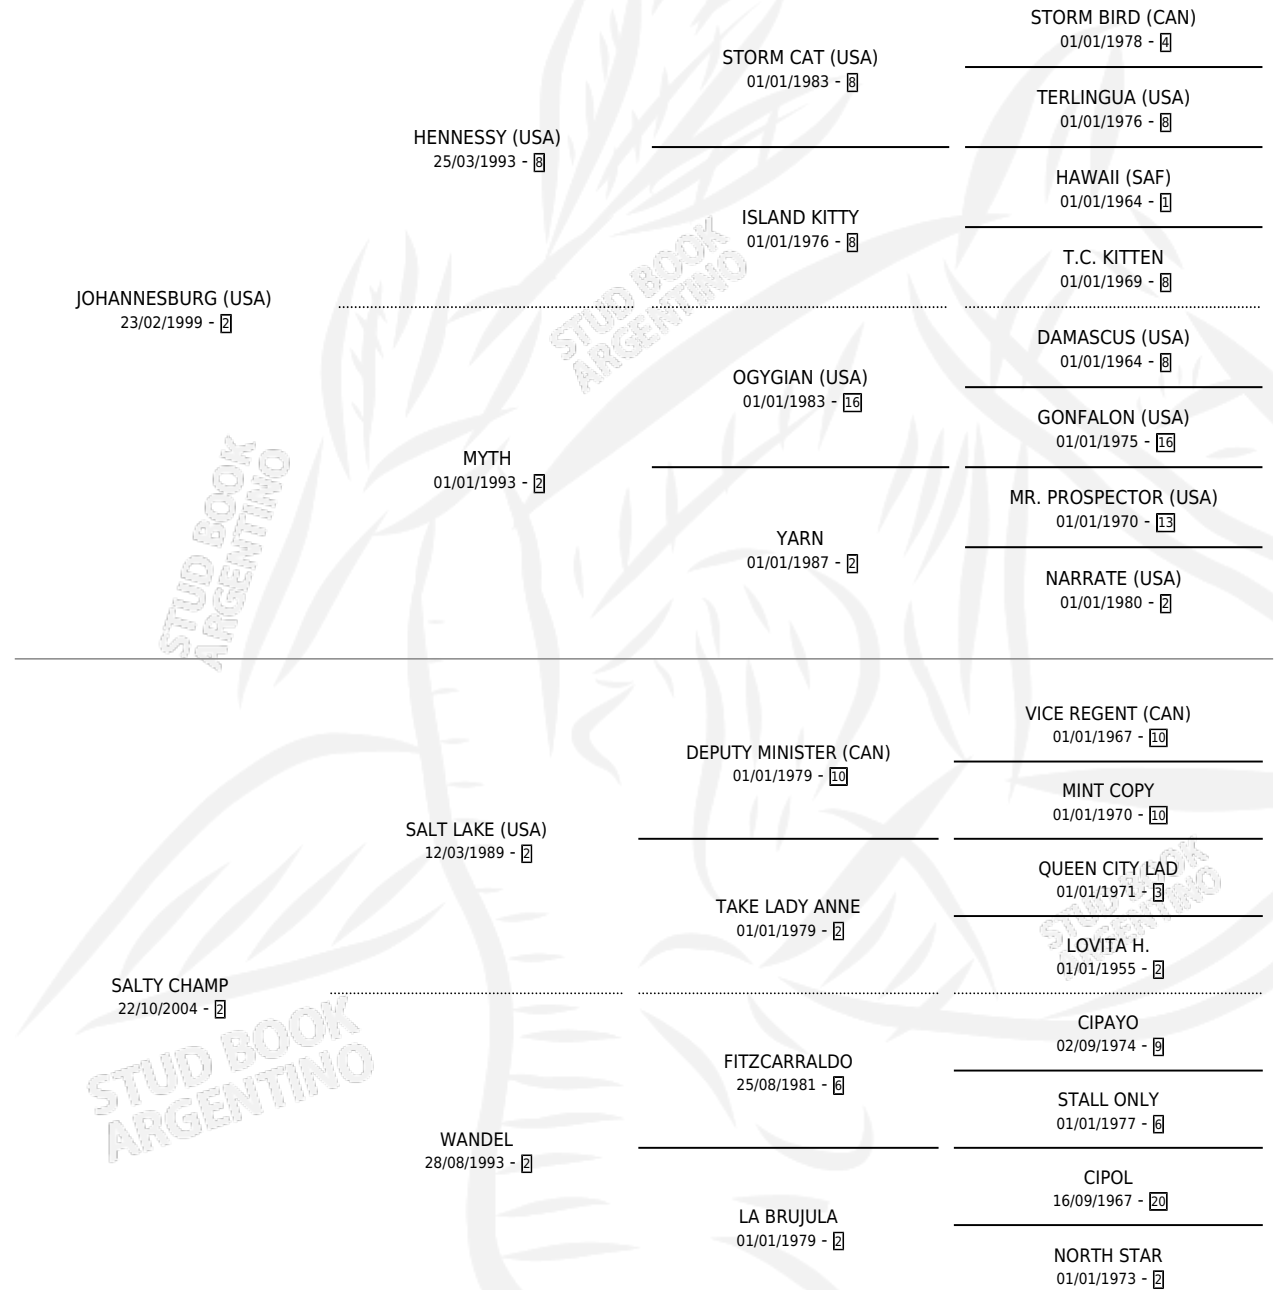 STORM BIRD (CAN)
01/01/1978 - 4
STORM CAT (USA)
01/01/1983 - 8
TERLINGUA (USA)
01/01/1976 - 8
HENNESSY (USA)
25/03/1993 - 8
HAWAII (SAF)
01/01/1964 - 1
ISLAND KITTY
01/01/1976 - 8
T.C. KITTEN
01/01/1969 - 8
JOHANNESBURG (USA)
23/02/1999 - 2
DAMASCUS (USA)
01/01/1964 - 8
OGYGIAN (USA)
01/01/1983 - 16
GONFALON (USA)
01/01/1975 - 16
MYTH
01/01/1993 - 2
MR. PROSPECTOR (USA)
01/01/1970 - 13
YARN
01/01/1987 - 2
NARRATE (USA)
01/01/1980 - 2
VICE REGENT (CAN)
01/01/1967 - 10
DEPUTY MINISTER (CAN)
01/01/1979 - 10
MINT COPY
01/01/1970 - 10
SALT LAKE (USA)
12/03/1989 - 2
QUEEN CITY LAD
01/01/1971 - 3
TAKE LADY ANNE
01/01/1979 - 2
LOVITA H.
01/01/1955 - 2
SALTY CHAMP
22/10/2004 - 2
CIPAYO
02/09/1974 - 9
FITZCARRALDO
25/08/1981 - 6
STALL ONLY
01/01/1977 - 6
WANDEL
28/08/1993 - 2
CIPOL
16/09/1967 - 20
LA BRUJULA
01/01/1979 - 2
NORTH STAR
01/01/1973 - 2
STUD BOOK
ARGENTINO
STUD BOOK
ARGENTINO
STUD BOOK
ARGENTINO
STUD BOOK
ARGENTINO